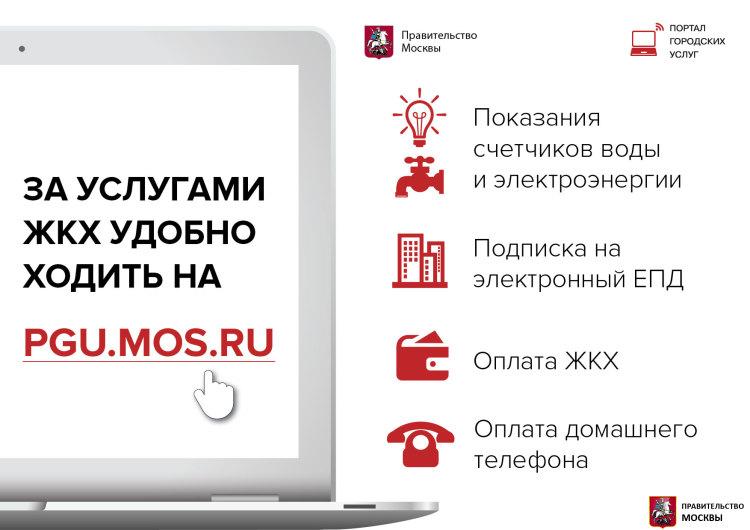 ЗА УСЛУГАМИ
ЖКХ УДОБНО
ХОДИТЬ НА
PGU.MOS.RU
Правительство
Москвы
ПОРТАЛ
ГОРОДСКИХ
УСЛУГ
Показания
счетчиков воды
и электроэнергии
Подписка на
электронный ЕПД
Оплата ЖКХ
Оплата домашнего
телефона
ПРАВИТЕЛЬСТВО
МОСКВЫ